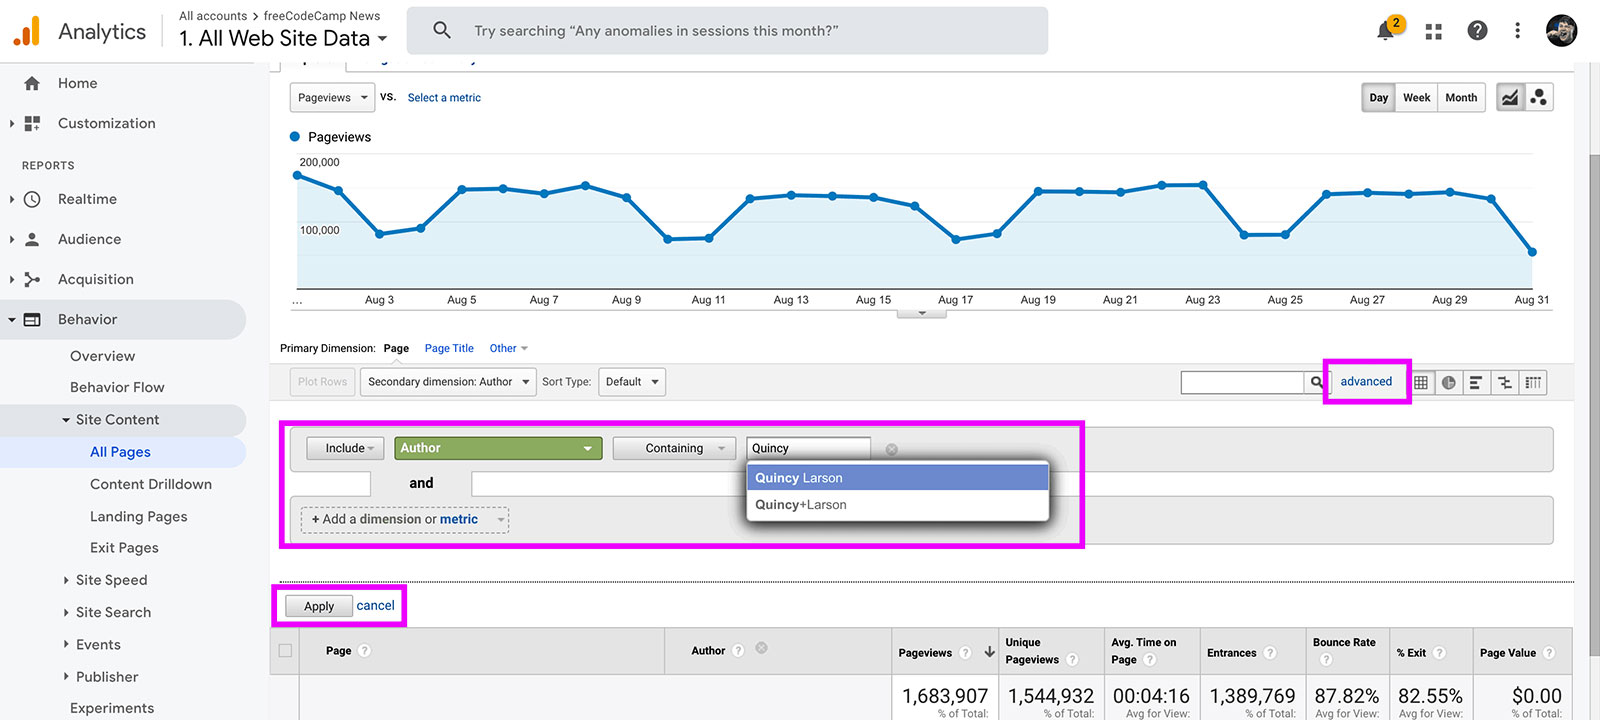 Analytics
All accounts > freeCodeCamp News
1. All Web Site Data
Try searching “Any anomalies in sessions this month?”
2
Home
Customization
REPORTS
Realtime
Audience
Acquisition
Behavior
Overview
Behavior Flow
Site Content
All Pages
Content Drilldown
Landing Pages
Exit Pages
Site Speed
Site Search
Events
Publisher
Experiments
Pageviews
VS.
Select a metric
Day
Week
Month
Pageviews
200,000
100,000
...
Aug 3
Aug 5
Aug 7
Aug 9
Aug 11
Aug 13
Aug 15
Aug 17
Aug 19
Aug 21
Aug 23
Aug 25
Aug 27
Aug 29
Aug 31
Primary Dimension: Page Page Title Other
Plot Rows
Secondary dimension: Author
Sort Type:
Default
advanced
Include
Author
Containing
Quincy
Quincy Larson
Quincy+Larson
and
+ Add a dimension or metric
Apply
cancel
Page ?
Author ?
Pageviews ?
Unique
Pageviews ?
Avg. Time on
Page ?
Entrances ?
Bounce Rate
?
% Exit ?
Page Value ?
1,683,907
% of Total:
1,544,932
% of Total:
00:04:16
Avg for View:
1,389,769
% of Total:
87.82%
Avg for View:
82.55%
Avg for View:
$0.00
% of Total: